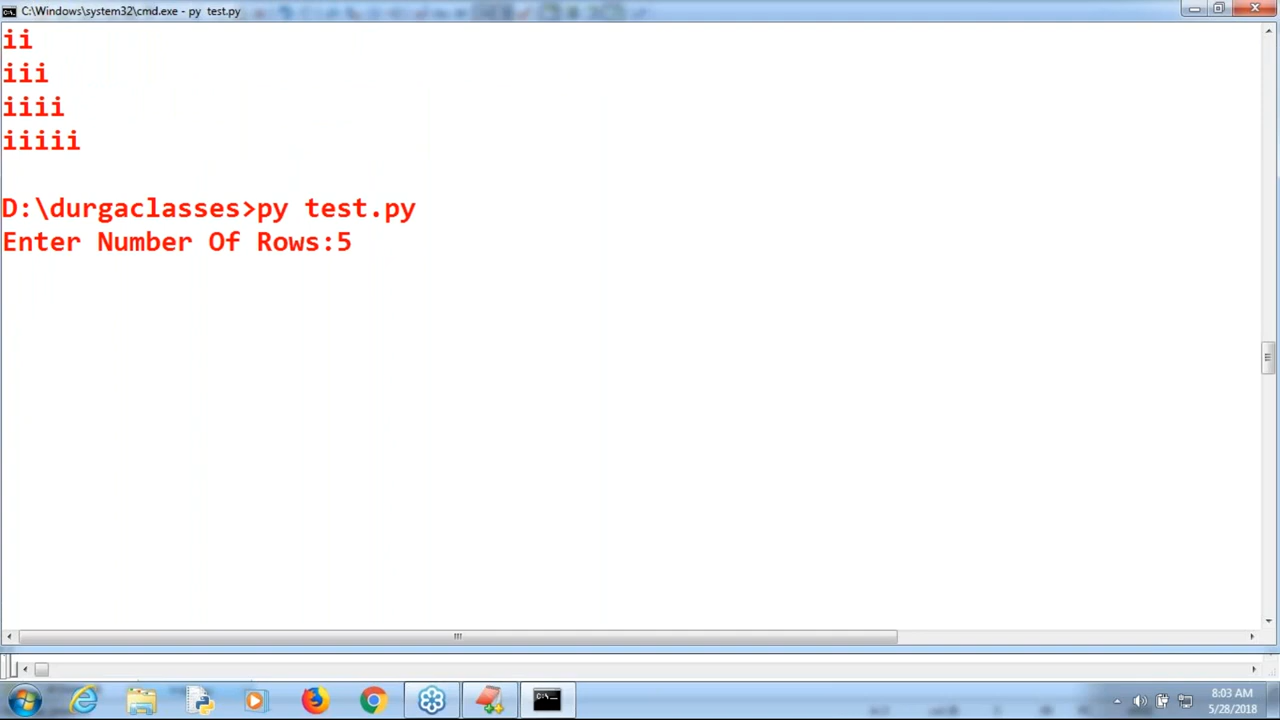 C:\Windows\system32\cmd.exe - py test.py
ii
iii
iiii
iiiii
D:\durgaclasses>py test.py
Enter Number Of Rows:5
C:\_
8:03 AM
5/28/2018